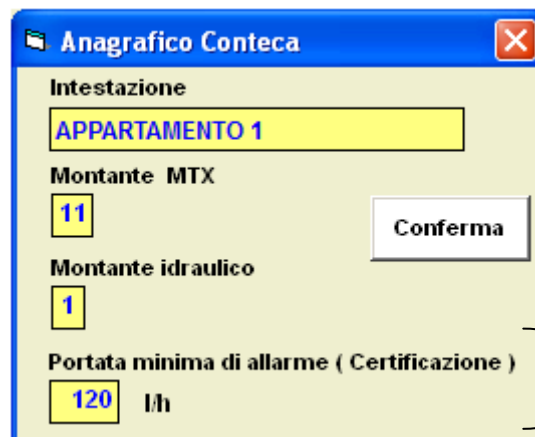 Anagrafico Conteca
Intestazione
APPARTAMENTO 1
Montante MTX
11
Conferma
Montante idraulico
1
Portata minima di allarme ( Certificazione )
120 l/h